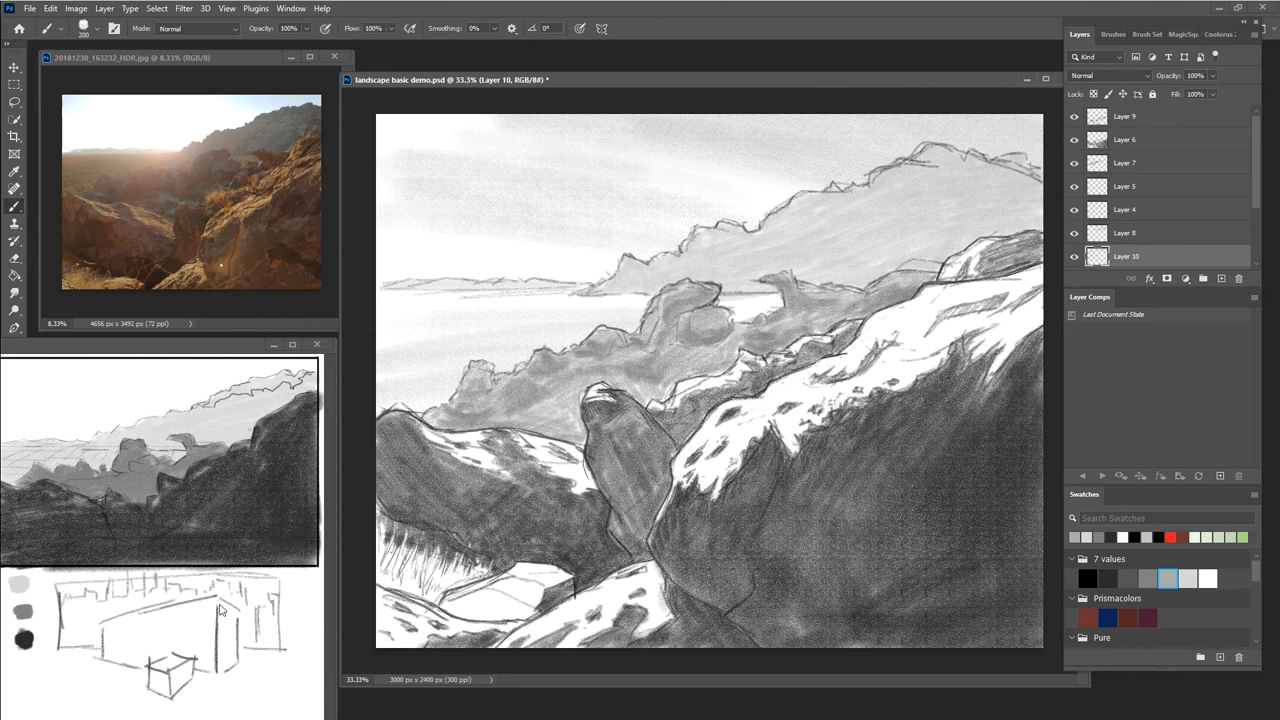 File Edit Image Layer Type Select Filter 3D View Plugins Window Help
200 Mode: Normal Opacity: 100% Flow: 100% Smoothing: 0% 0°
20181230_163232_HDR.jpg @ 8.33% (RGB/8)
8.33% 4656 px x 3492 px (72 ppi)
landscape basic demo.psd @ 33.3% (Layer 10, RGB/8#) *
33.33% 3000 px x 2400 px (300 ppi)
Layers Brushes Brush Set MagicSqu Coolorus
Kind
Normal Opacity: 100%
Lock: Fill: 100%
Layer 9
Layer 6
Layer 7
Layer 5
Layer 4
Layer 8
Layer 10
fx
Layer Comps
Last Document State
Swatches
Search Swatches
7 values
Prismacolors
Pure